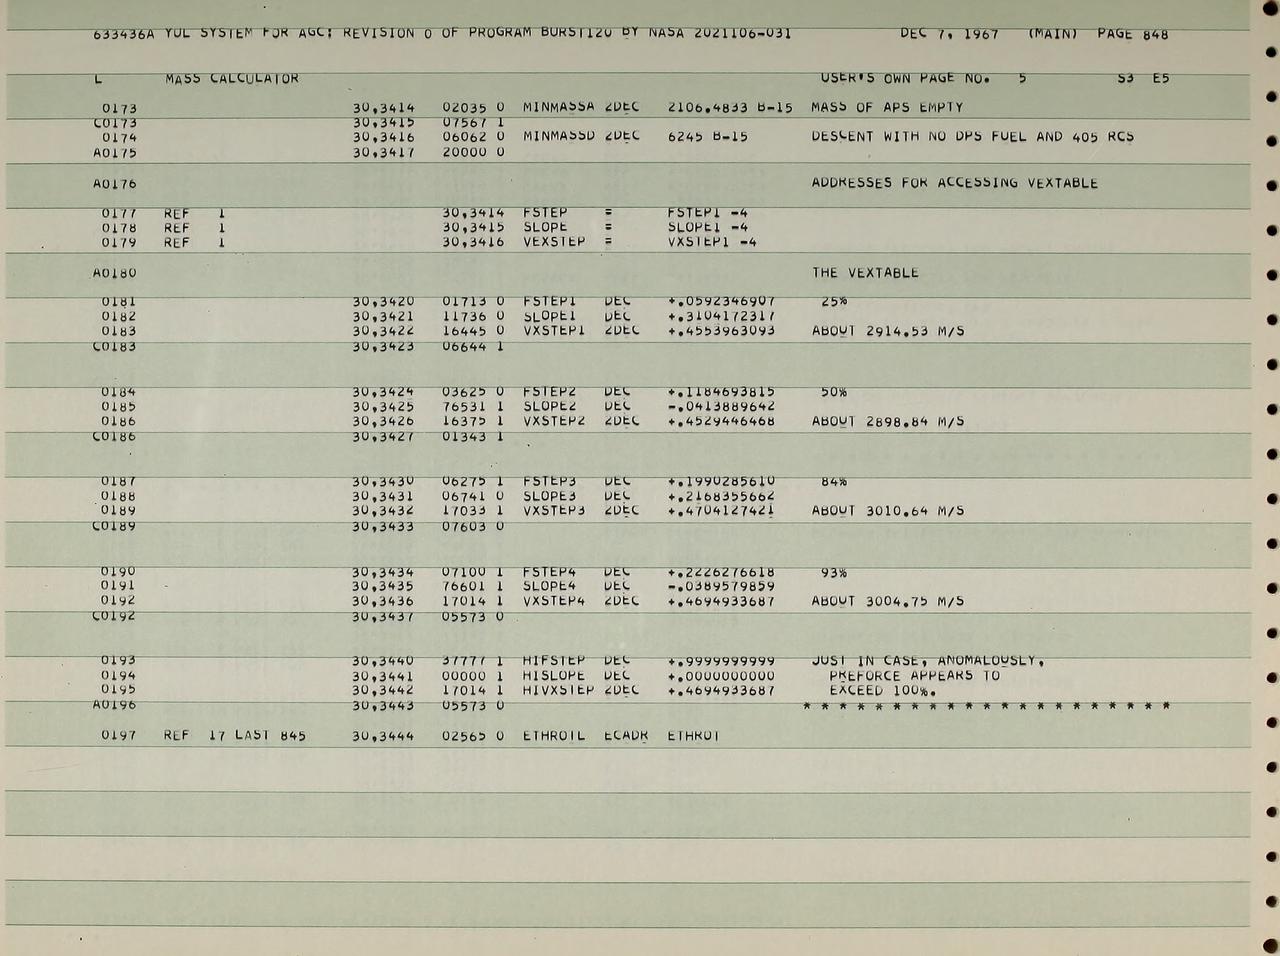 633436A YUL SYSTEM FOR AGC: REVISION 0 OF PROGRAM BURST120 BY NASA 2021106-031 DEC 7, 1967 (MAIN) PAGE 848
L MASS CALCULATOR USER'S OWN PAGE NO. 5 S3 E5
0173 30,3414 02035 0 MINMASSA 2DEC 2106.4833 B-15 MASS OF APS EMPTY
C0173 30,3415 07567 1
0174 30,3416 06062 0 MINMASSD 2DEC 6245 B-15 DESCENT WITH NO DPS FUEL AND 405 RCS
A0175 30,3417 20000 0
A0176 ADDRESSES FOR ACCESSING VEXTABLE
0177 REF 1 30,3414 FSTEP = FSTEP1 -4
0178 REF 1 30,3415 SLOPE = SLOPE1 -4
0179 REF 1 30,3416 VEXSTEP = VXSTEP1 -4
A0180 THE VEXTABLE
0181 30,3420 01713 0 FSTEP1 DEC +.0592346907 25%
0182 30,3421 11736 0 SLOPE1 DEC +.3104172317
0183 30,3422 16445 0 VXSTEP1 2DEC +.4553963093 ABOUT 2914.53 M/S
C0183 30,3423 06644 1
0184 30,3424 03625 0 FSTEP2 DEC +.1184693815 50%
0185 30,3425 76531 1 SLOPE2 DEC -.0413889642
0186 30,3426 16375 1 VXSTEP2 2DEC +.4529446468 ABOUT 2898.84 M/S
C0186 30,3427 01343 1
0187 30,3430 06275 1 FSTEP3 DEC +.1990285610 84%
0188 30,3431 06741 0 SLOPE3 DEC +.2168355662
0189 30,3432 17033 1 VXSTEP3 2DEC +.4704127421 ABOUT 3010.64 M/S
C0189 30,3433 07603 0
0190 30,3434 07100 1 FSTEP4 DEC +.2226276618 93%
0191 30,3435 76601 1 SLOPE4 DEC -.0389579859
0192 30,3436 17014 1 VXSTEP4 2DEC +.4694933687 ABOUT 3004.75 M/S
C0192 30,3437 05573 0
0193 30,3440 37777 1 HIFSTEP DEC +.9999999999 JUST IN CASE, ANOMALOUSLY,
0194 30,3441 00000 1 HISLOPE DEC +.0000000000 PREFORCE APPEARS TO
0195 30,3442 17014 1 HIVXSTEP 2DEC +.4694933687 EXCEED 100%.
A0196 30,3443 05573 0 * * * * * * * * * * * * * * * * * * * * *
0197 REF 17 LAST 845 30,3444 02565 0 ETHROIL ECADR ETHROT